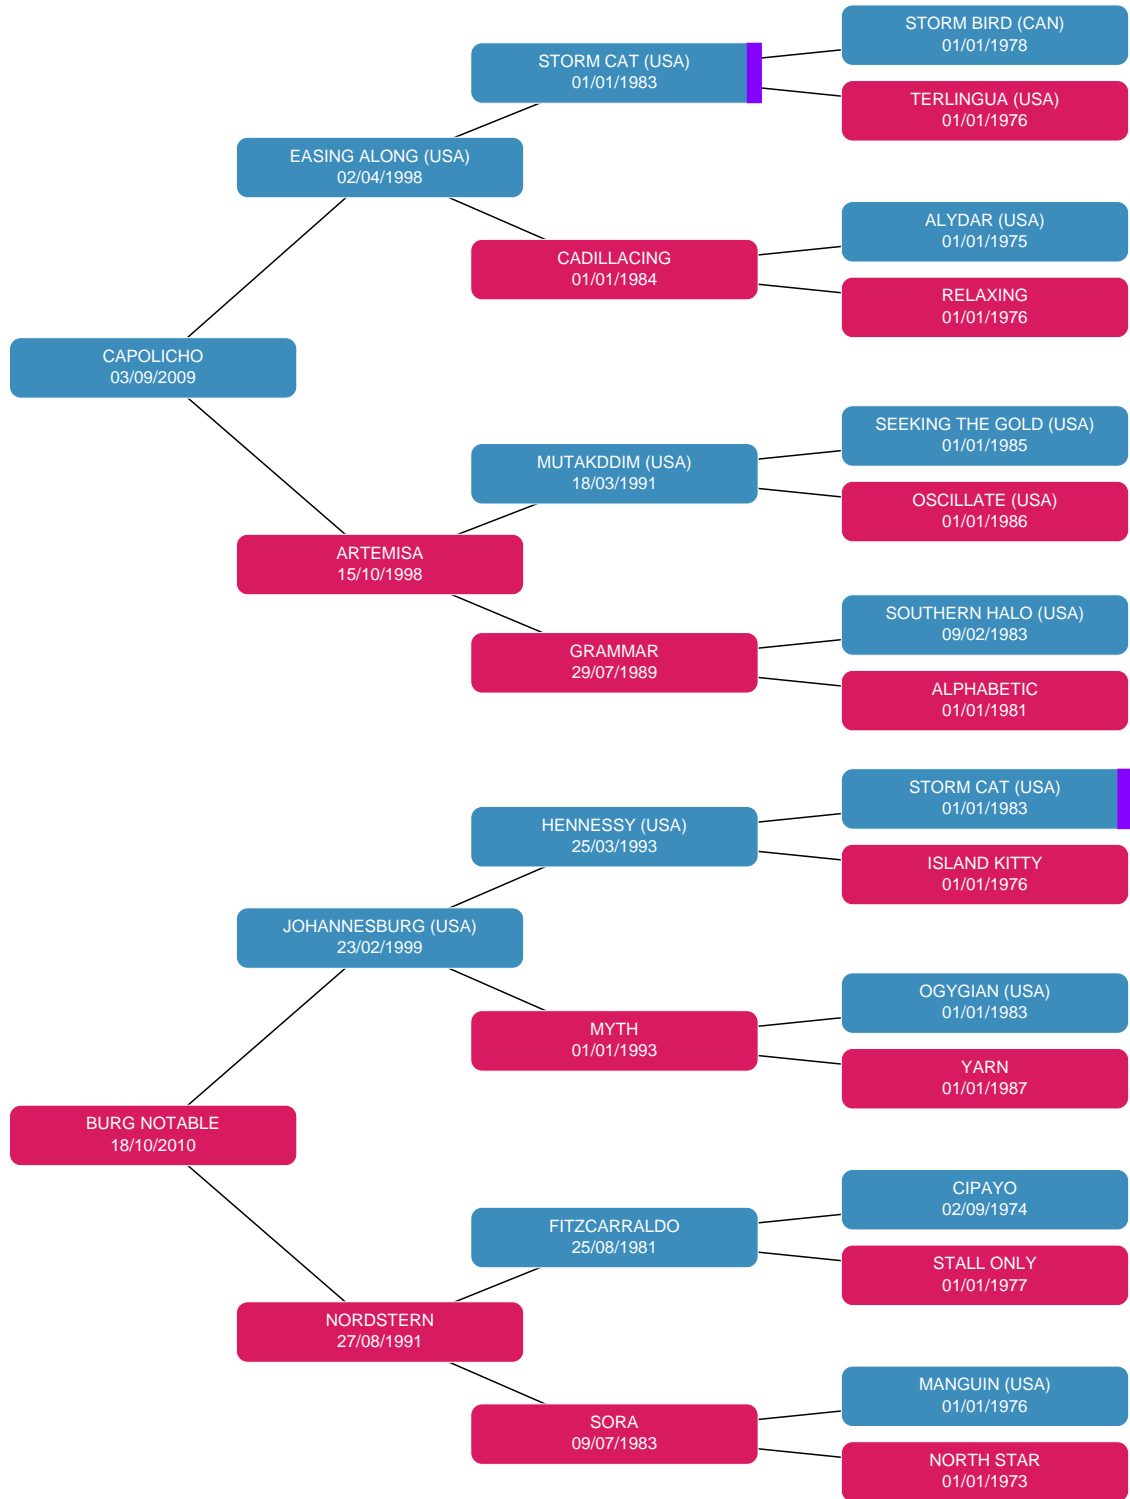 STORM BIRD (CAN)
01/01/1978
STORM CAT (USA)
01/01/1983
TERLINGUA (USA)
01/01/1976
EASING ALONG (USA)
02/04/1998
ALYDAR (USA)
01/01/1975
CADILLACING
01/01/1984
RELAXING
01/01/1976
CAPOLICHO
03/09/2009
SEEKING THE GOLD (USA)
01/01/1985
MUTAKDDIM (USA)
18/03/1991
OSCILLATE (USA)
01/01/1986
ARTEMISA
15/10/1998
SOUTHERN HALO (USA)
09/02/1983
GRAMMAR
29/07/1989
ALPHABETIC
01/01/1981
STORM CAT (USA)
01/01/1983
HENNESSY (USA)
25/03/1993
ISLAND KITTY
01/01/1976
JOHANNESBURG (USA)
23/02/1999
OGYGIAN (USA)
01/01/1983
MYTH
01/01/1993
YARN
01/01/1987
BURG NOTABLE
18/10/2010
CIPAYO
02/09/1974
FITZCARRALDO
25/08/1981
STALL ONLY
01/01/1977
NORDSTERN
27/08/1991
MANGUIN (USA)
01/01/1976
SORA
09/07/1983
NORTH STAR
01/01/1973